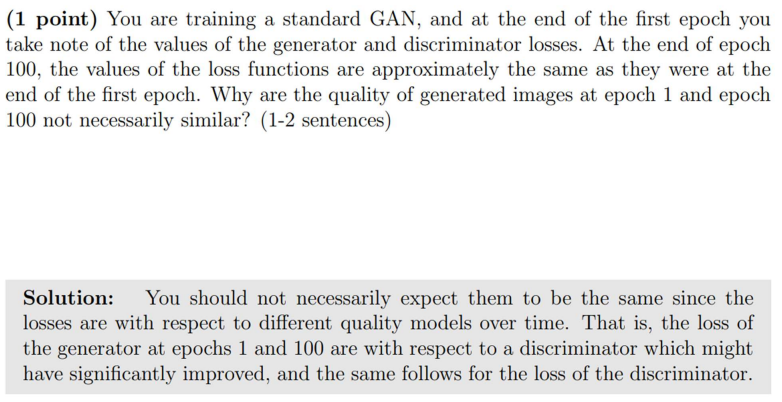 (1 point) You are training a standard GAN, and at the end of the first epoch you
take note of the values of the generator and discriminator losses. At the end of epoch
100, the values of the loss functions are approximately the same as they were at the
end of the first epoch. Why are the quality of generated images at epoch 1 and epoch
100 not necessarily similar? (1-2 sentences)
Solution: You should not necessarily expect them to be the same since the
losses are with respect to different quality models over time. That is, the loss of
the generator at epochs 1 and 100 are with respect to a discriminator which might
have significantly improved, and the same follows for the loss of the discriminator.